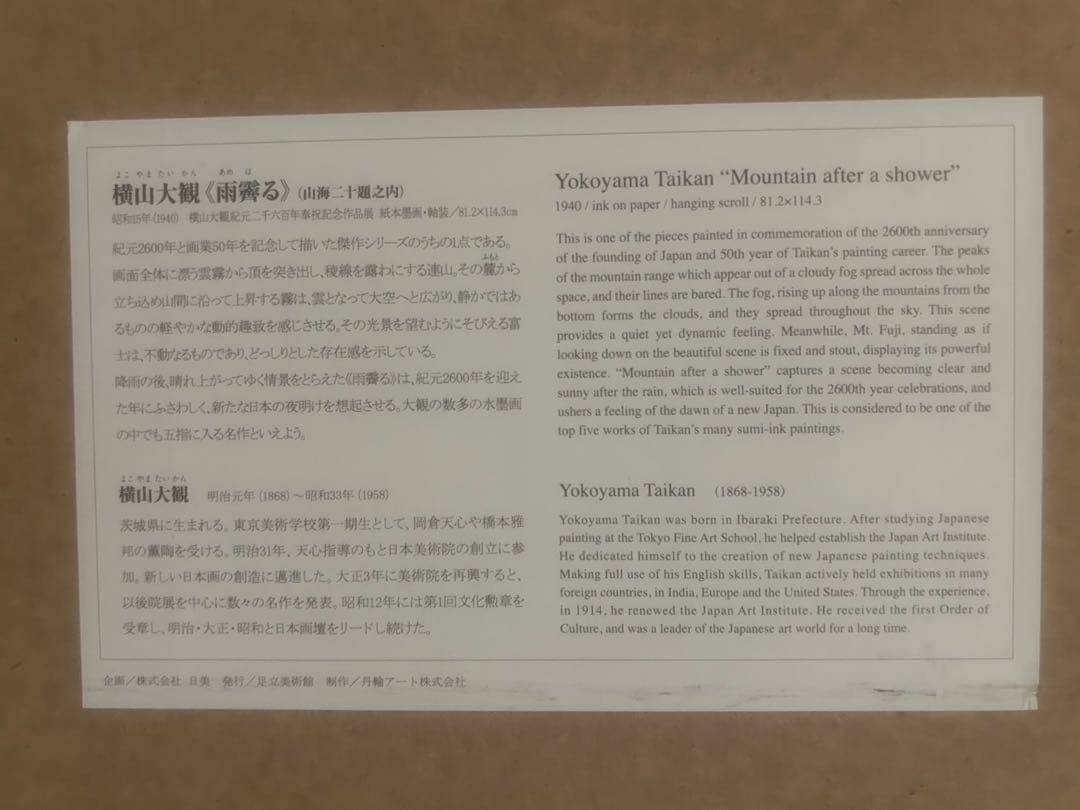 よこ やま たい かん あめ は
横山大観《雨霽る》(山海二十題之内)
昭和15年(1940) 横山大観紀元二千六百年奉祝記念作品展 紙本墨画・軸装/81.2×114.3cm
紀元2600年と画業50年を記念して描いた傑作シリーズのうちの1点である。
画面全体に漂う雲霧から頂を突き出し、稜線を露わにする連山。その麓から
ふもと
立ち込め山間に沿って上昇する霧は、雲となって大空へと広がり、静かではあ
るものの軽やかな動的趣致を感じさせる。その光景を望むようにそびえる富
士は、不動なるものであり、どっしりとした存在感を示している。
降雨の後、晴れ上がってゆく情景をとらえた《雨霽る》は、紀元2600年を迎え
た年にふさわしく、新たな日本の夜明けを想起させる。大観の数多の水墨画
の中でも五指に入る名作といえよう。
よこ やま たい かん
横山大観 明治元年(1868)～昭和33年(1958)
茨城県に生まれる。東京美術学校第一期生として、岡倉天心や橋本雅
邦の薫陶を受ける。明治31年、天心指導のもと日本美術院の創立に参
加。新しい日本画の創造に邁進した。大正3年に美術院を再興すると、
以後院展を中心に数々の名作を発表。昭和12年には第1回文化勲章を
受章し、明治・大正・昭和と日本画壇をリードし続けた。
Yokoyama Taikan “Mountain after a shower”
1940 / ink on paper / hanging scroll / 81.2×114.3
This is one of the pieces painted in commemoration of the 2600th anniversary
of the founding of Japan and 50th year of Taikan's painting career. The peaks
of the mountain range which appear out of a cloudy fog spread across the whole
space, and their lines are bared. The fog, rising up along the mountains from the
bottom forms the clouds, and they spread throughout the sky. This scene
provides a quiet yet dynamic feeling. Meanwhile, Mt. Fuji, standing as if
looking down on the beautiful scene is fixed and stout, displaying its powerful
existence. “Mountain after a shower” captures a scene becoming clear and
sunny after the rain, which is well-suited for the 2600th year celebrations, and
ushers a feeling of the dawn of a new Japan. This is considered to be one of the
top five works of Taikan's many sumi-ink paintings.
Yokoyama Taikan (1868-1958)
Yokoyama Taikan was born in Ibaraki Prefecture. After studying Japanese
painting at the Tokyo Fine Art School, he helped establish the Japan Art Institute.
He dedicated himself to the creation of new Japanese painting techniques.
Making full use of his English skills, Taikan actively held exhibitions in many
foreign countries, in India, Europe and the United States. Through the experience,
in 1914, he renewed the Japan Art Institute. He received the first Order of
Culture, and was a leader of the Japanese art world for a long time.
企画/株式会社 日美 発行/足立美術館 制作/丹輪アート株式会社